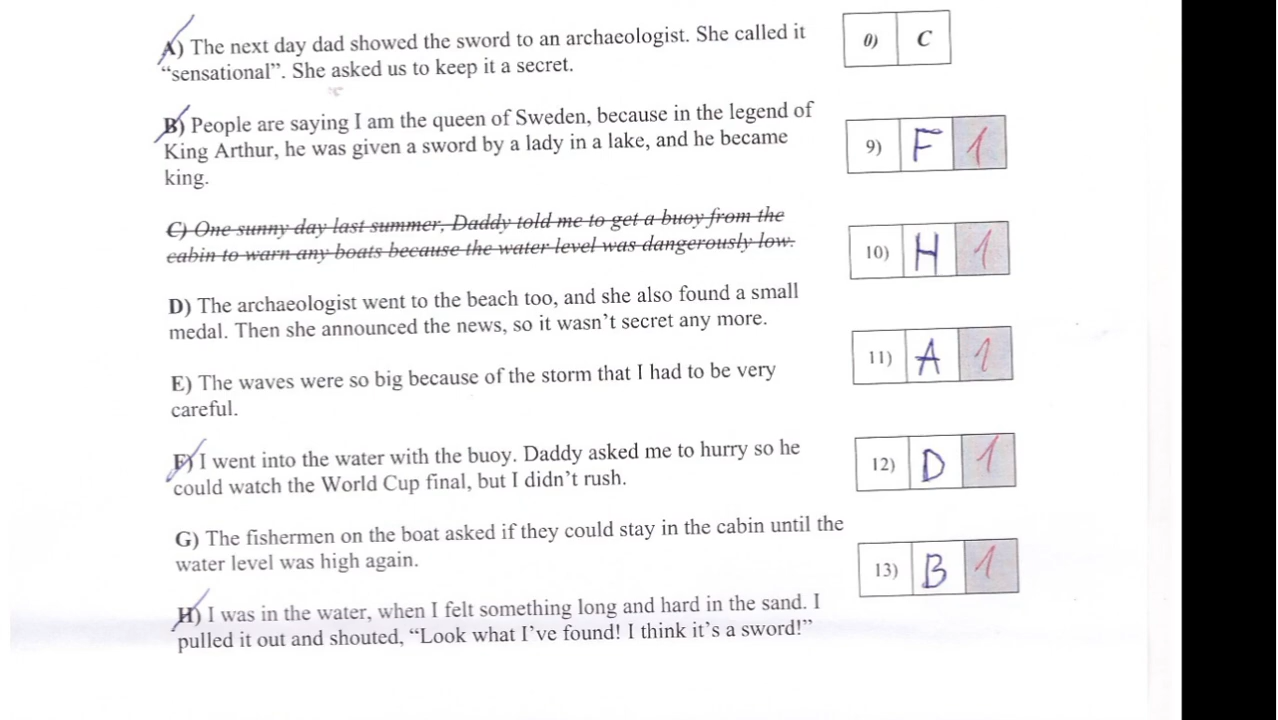 A) The next day dad showed the sword to an archaeologist. She called it
“sensational”. She asked us to keep it a secret.
0) C
B) People are saying I am the queen of Sweden, because in the legend of
King Arthur, he was given a sword by a lady in a lake, and he became
king.
9) F 1
C) One sunny day last summer, Daddy told me to get a buoy from the
cabin to warn any boats because the water level was dangerously low.
10) H 1
D) The archaeologist went to the beach too, and she also found a small
medal. Then she announced the news, so it wasn’t secret any more.
11) A 1
E) The waves were so big because of the storm that I had to be very
careful.
F) I went into the water with the buoy. Daddy asked me to hurry so he
could watch the World Cup final, but I didn’t rush.
12) D 1
G) The fishermen on the boat asked if they could stay in the cabin until the
water level was high again.
13) B 1
H) I was in the water, when I felt something long and hard in the sand. I
pulled it out and shouted, “Look what I’ve found! I think it’s a sword!”